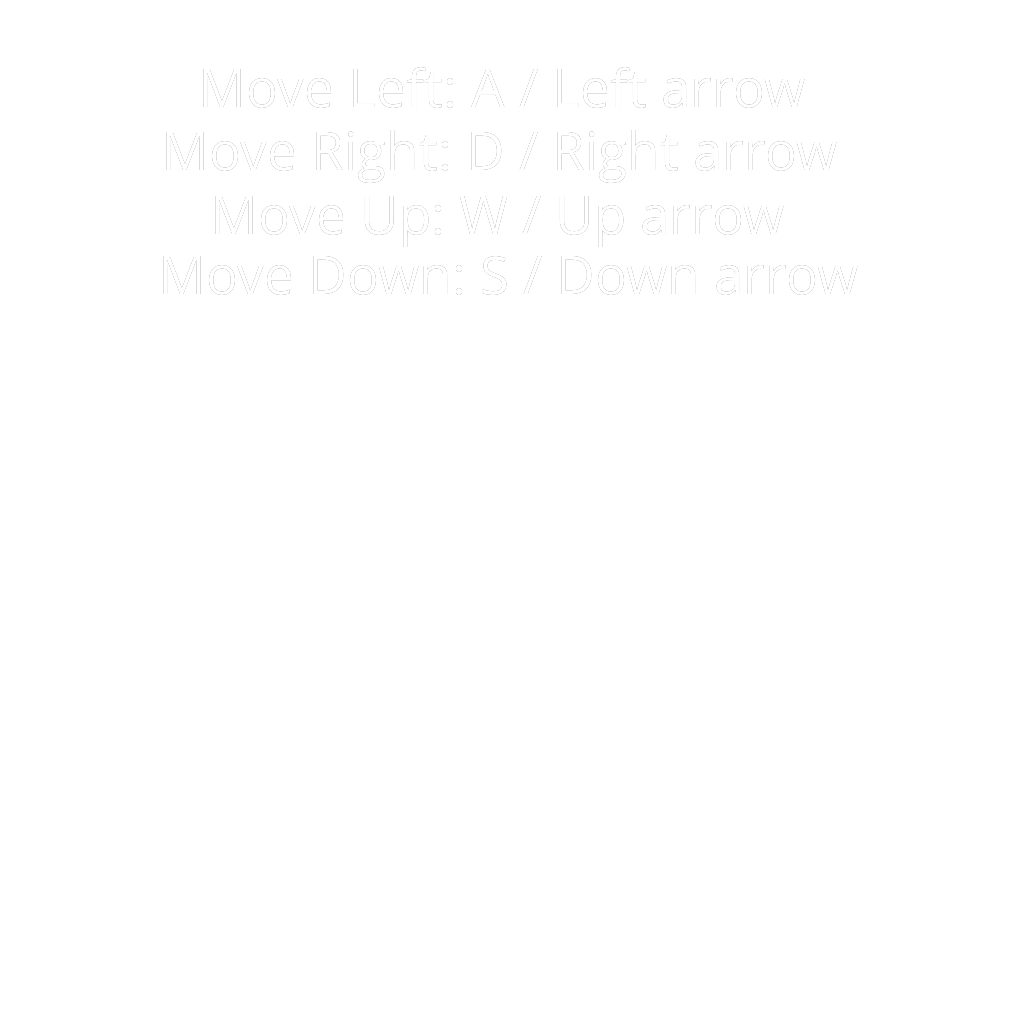 Move Left: A / Left arrow
Move Right: D / Right arrow
Move Up: W / Up arrow
Move Down: S / Down arrow